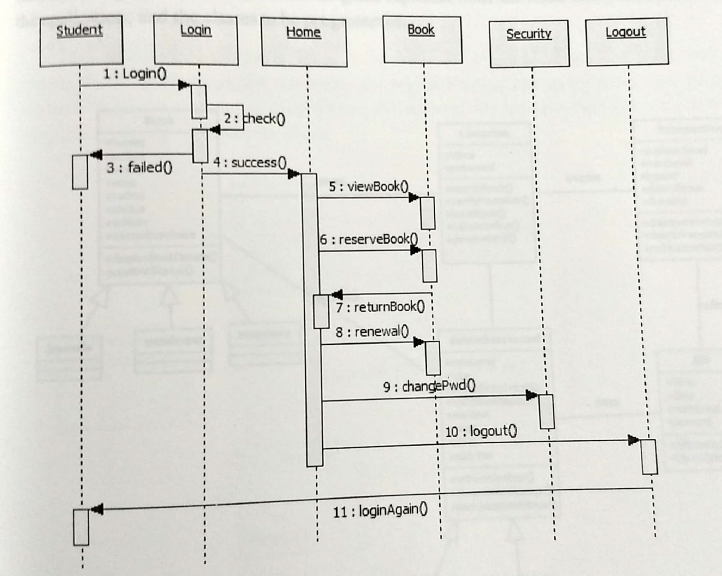 Student
Login
Home
Book
Security
Logout
1 : Login()
2 : check()
3 : failed()
4 : success()
5 : viewBook()
6 : reserveBook()
7 : returnBook()
8 : renewal()
9 : changePwd()
10 : logout()
11 : loginAgain()